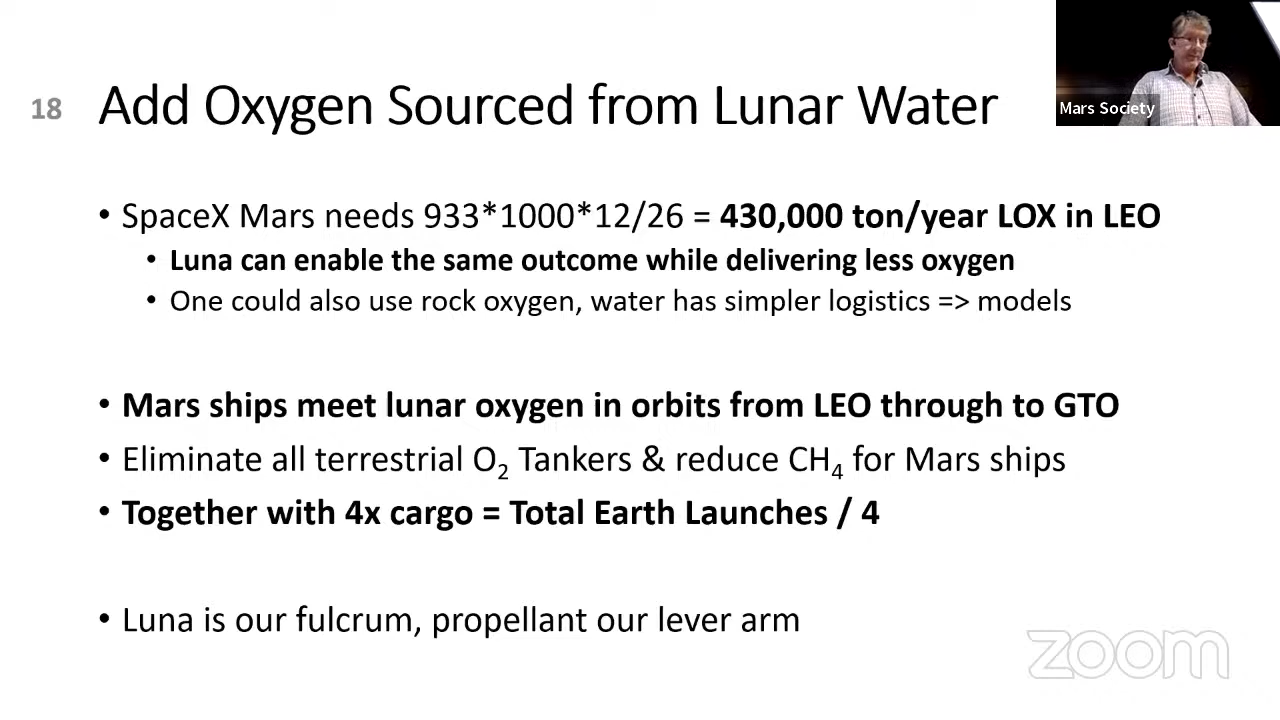 18
Add Oxygen Sourced from Lunar Water
Mars Society
• SpaceX Mars needs 933*1000*12/26 = 430,000 ton/year LOX in LEO
• Luna can enable the same outcome while delivering less oxygen
• One could also use rock oxygen, water has simpler logistics => models
• Mars ships meet lunar oxygen in orbits from LEO through to GTO
• Eliminate all terrestrial O₂ Tankers & reduce CH₄ for Mars ships
• Together with 4x cargo = Total Earth Launches / 4
• Luna is our fulcrum, propellant our lever arm
zoom